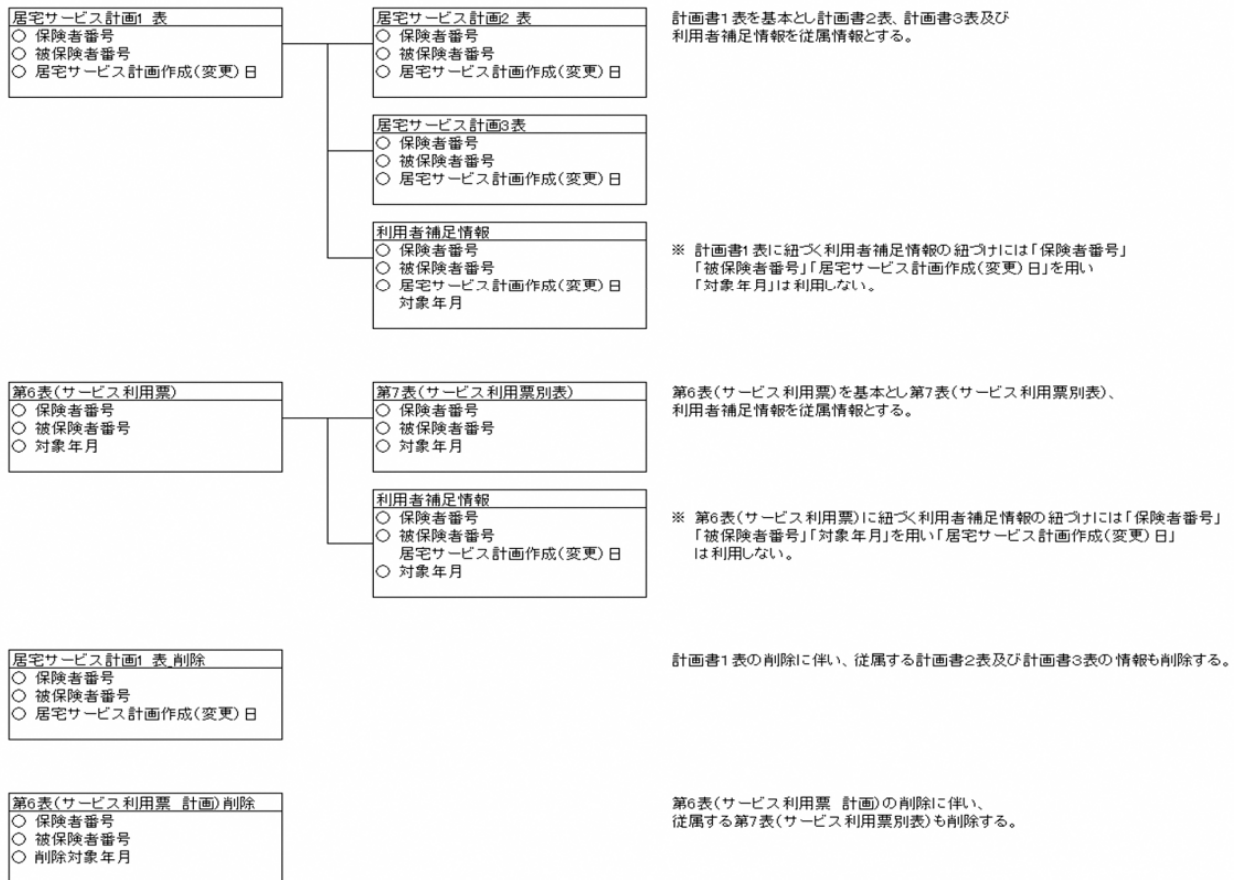 居宅サービス計画1 表
○ 保険者番号
○ 被保険者番号
○ 居宅サービス計画作成(変更)日
居宅サービス計画2 表
○ 保険者番号
○ 被保険者番号
○ 居宅サービス計画作成(変更)日
計画書1表を基本とし計画書2表、計画書3表及び
利用者補足情報を従属情報とする。
居宅サービス計画3表
○ 保険者番号
○ 被保険者番号
○ 居宅サービス計画作成(変更)日
利用者補足情報
○ 保険者番号
○ 被保険者番号
○ 居宅サービス計画作成(変更)日
対象年月
※ 計画書1表に紐づく利用者補足情報の紐づけには「保険者番号」
「被保険者番号」「居宅サービス計画作成(変更)日」を用い
「対象年月」は利用しない。
第6表(サービス利用票)
○ 保険者番号
○ 被保険者番号
○ 対象年月
第7表(サービス利用票別表)
○ 保険者番号
○ 被保険者番号
○ 対象年月
第6表(サービス利用票)を基本とし第7表(サービス利用票別表)、
利用者補足情報を従属情報とする。
利用者補足情報
○ 保険者番号
○ 被保険者番号
居宅サービス計画作成(変更)日
○ 対象年月
※ 第6表(サービス利用票)に紐づく利用者補足情報の紐づけには「保険者番号」
「被保険者番号」「対象年月」を用い「居宅サービス計画作成(変更)日」
は利用しない。
居宅サービス計画1 表_削除
○ 保険者番号
○ 被保険者番号
○ 居宅サービス計画作成(変更)日
計画書1表の削除に伴い、従属する計画書2表及び計画書3表の情報も削除する。
第6表(サービス利用票 計画)削除
○ 保険者番号
○ 被保険者番号
○ 削除対象年月
第6表(サービス利用票 計画)の削除に伴い、
従属する第7表(サービス利用票別表)も削除する。